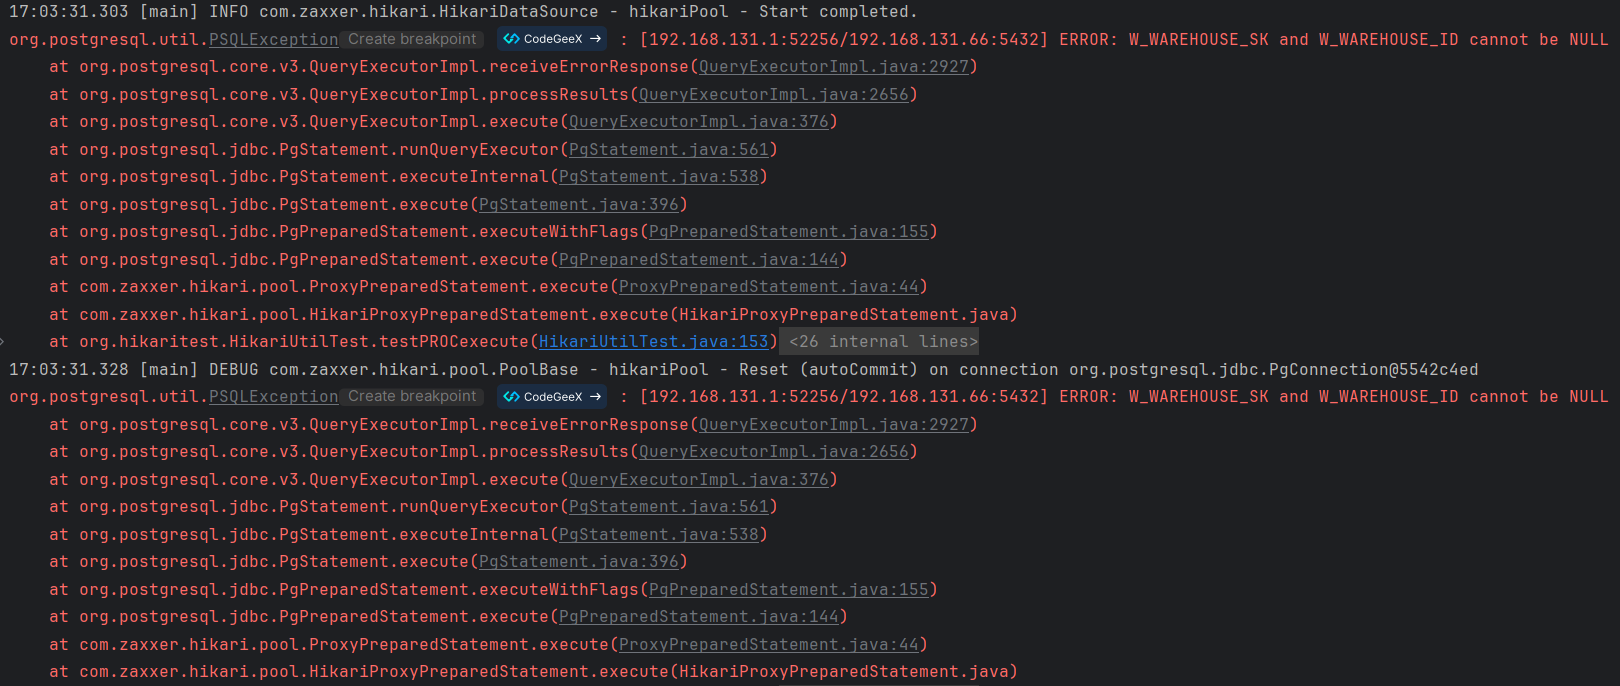 17:03:31.303 [main] INFO com.zaxxer.hikari.HikariDataSource - hikariPool - Start completed.
org.postgresql.util.PSQLException Create breakpoint CodeGeeX → : [192.168.131.1:52256/192.168.131.66:5432] ERROR: W_WAREHOUSE_SK and W_WAREHOUSE_ID cannot be NULL
at org.postgresql.core.v3.QueryExecutorImpl.receiveErrorResponse(QueryExecutorImpl.java:2927)
at org.postgresql.core.v3.QueryExecutorImpl.processResults(QueryExecutorImpl.java:2656)
at org.postgresql.core.v3.QueryExecutorImpl.execute(QueryExecutorImpl.java:376)
at org.postgresql.jdbc.PgStatement.runQueryExecutor(PgStatement.java:561)
at org.postgresql.jdbc.PgStatement.executeInternal(PgStatement.java:538)
at org.postgresql.jdbc.PgStatement.execute(PgStatement.java:396)
at org.postgresql.jdbc.PgPreparedStatement.executeWithFlags(PgPreparedStatement.java:155)
at org.postgresql.jdbc.PgPreparedStatement.execute(PgPreparedStatement.java:144)
at com.zaxxer.hikari.pool.ProxyPreparedStatement.execute(ProxyPreparedStatement.java:44)
at com.zaxxer.hikari.pool.HikariProxyPreparedStatement.execute(HikariProxyPreparedStatement.java)
at org.hikaritest.HikariUtilTest.testPROCexecute(HikariUtilTest.java:153) <26 internal lines>
17:03:31.328 [main] DEBUG com.zaxxer.hikari.pool.PoolBase - hikariPool - Reset (autoCommit) on connection org.postgresql.jdbc.PgConnection@5542c4ed
org.postgresql.util.PSQLException Create breakpoint CodeGeeX → : [192.168.131.1:52256/192.168.131.66:5432] ERROR: W_WAREHOUSE_SK and W_WAREHOUSE_ID cannot be NULL
at org.postgresql.core.v3.QueryExecutorImpl.receiveErrorResponse(QueryExecutorImpl.java:2927)
at org.postgresql.core.v3.QueryExecutorImpl.processResults(QueryExecutorImpl.java:2656)
at org.postgresql.core.v3.QueryExecutorImpl.execute(QueryExecutorImpl.java:376)
at org.postgresql.jdbc.PgStatement.runQueryExecutor(PgStatement.java:561)
at org.postgresql.jdbc.PgStatement.executeInternal(PgStatement.java:538)
at org.postgresql.jdbc.PgStatement.execute(PgStatement.java:396)
at org.postgresql.jdbc.PgPreparedStatement.executeWithFlags(PgPreparedStatement.java:155)
at org.postgresql.jdbc.PgPreparedStatement.execute(PgPreparedStatement.java:144)
at com.zaxxer.hikari.pool.ProxyPreparedStatement.execute(ProxyPreparedStatement.java:44)
at com.zaxxer.hikari.pool.HikariProxyPreparedStatement.execute(HikariProxyPreparedStatement.java)